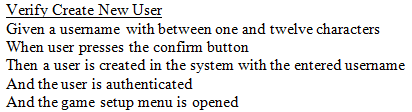 Verify Create New User
Given a username with between one and twelve characters
When user presses the confirm button
Then a user is created in the system with the entered username
And the user is authenticated
And the game setup menu is opened